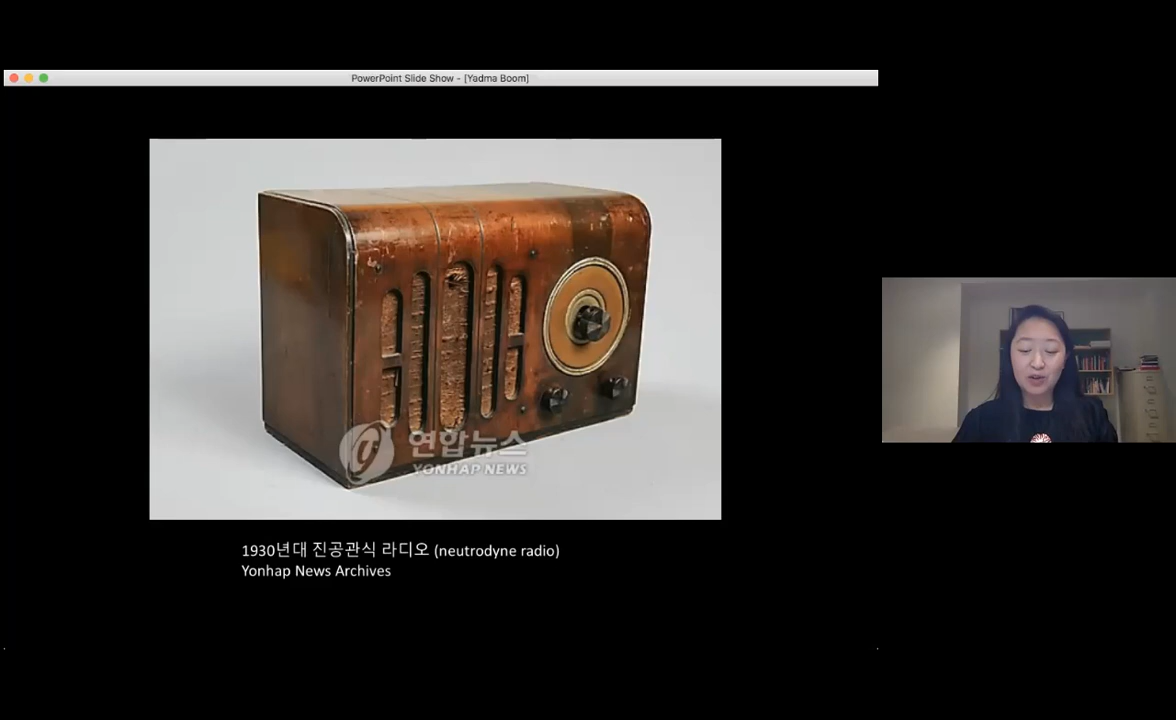 PowerPoint Slide Show - [Yadma Boom]
연합뉴스
YONHAP NEWS
1930년대 진공관식 라디오 (neutrodyne radio)
Yonhap News Archives